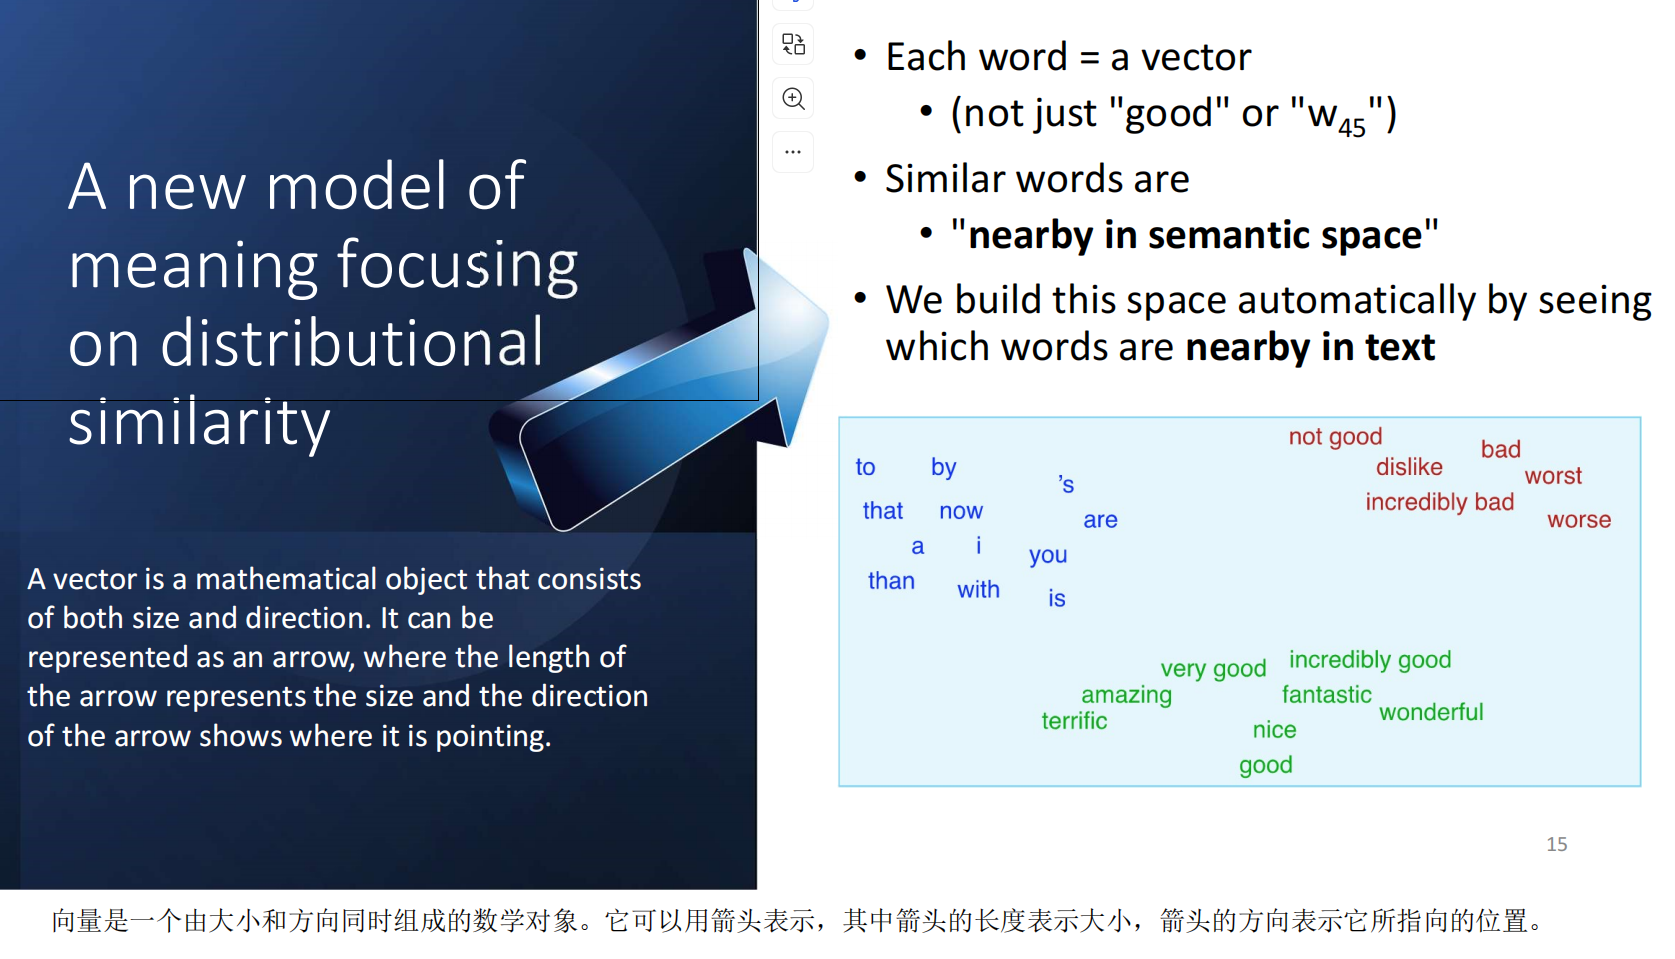 A new model of
meaning focusing
on distributional
similarity
A vector is a mathematical object that consists
of both size and direction. It can be
represented as an arrow, where the length of
the arrow represents the size and the direction
of the arrow shows where it is pointing.
• Each word = a vector
• (not just "good" or "w45")
• Similar words are
• "nearby in semantic space"
• We build this space automatically by seeing
which words are nearby in text
to by 's
that now are
a i you
than with is
not good bad
dislike worst
incredibly bad
worse
very good incredibly good
amazing fantastic
terrific wonderful
nice
good
15
向量是一个由大小和方向同时组成的数学对象。它可以用箭头表示，其中箭头的长度表示大小，箭头的方向表示它所指向的位置。